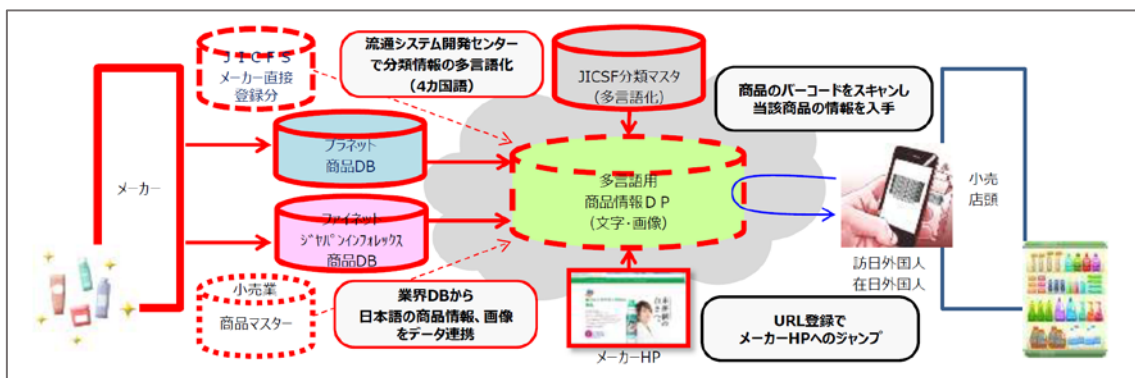 JICFS
メーカー直接
登録分
流通システム開発センター
で分類情報の多言語化
(4カ国語)
JICSF分類マスタ
(多言語化)
商品のバーコードをスキャンし
当該商品の情報を入手
メーカー
プラネット
商品DB
多言語用
商品情報DP
(文字・画像)
小売
店頭
ファイネット
ジャパンインフォレックス
商品DB
訪日外国人
在日外国人
小売業
商品マスター
業界DBから
日本語の商品情報、画像
をデータ連携
メーカーHP
URL登録で
メーカーHPへのジャンプ